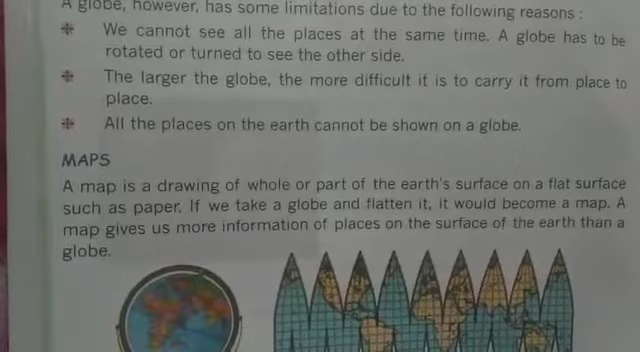 A globe, however, has some limitations due to the following reasons :
We cannot see all the places at the same time. A globe has to be
rotated or turned to see the other side.
The larger the globe, the more difficult it is to carry it from place to
place.
All the places on the earth cannot be shown on a globe.
MAPS
A map is a drawing of whole or part of the earth's surface on a flat surface
such as paper. If we take a globe and flatten it, it would become a map. A
map gives us more information of places on the surface of the earth than a
globe.